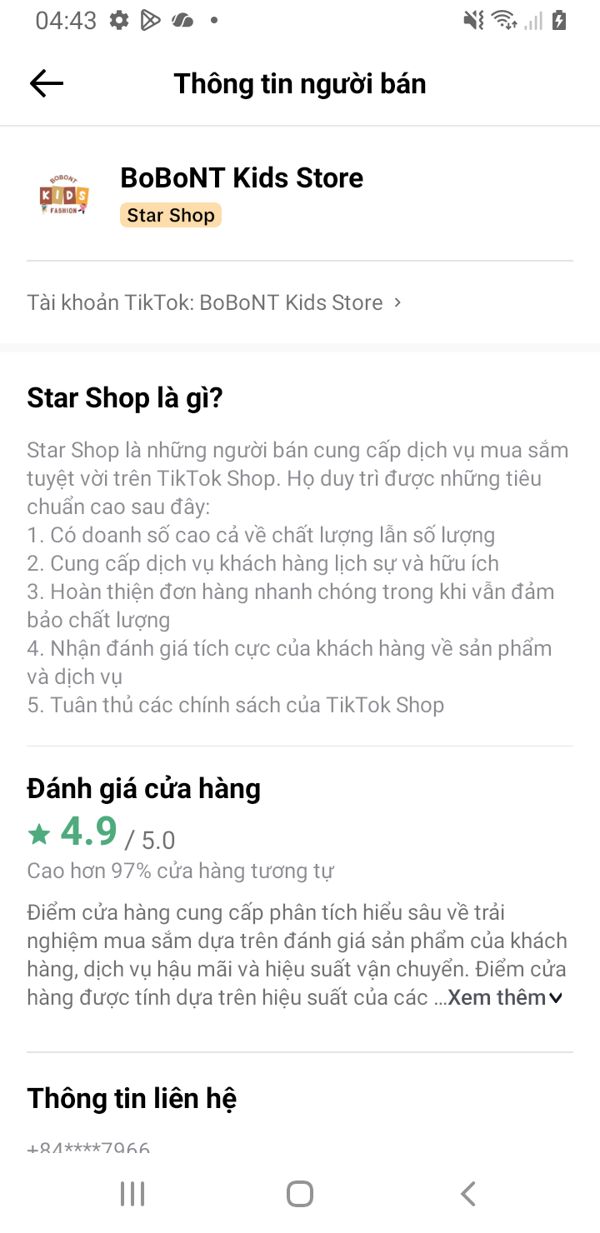 04:43
Thông tin người bán
BOBONT
KIDS
FASHION
BoBoNT Kids Store
Star Shop
Tài khoản TikTok: BoBoNT Kids Store
Star Shop là gì?
Star Shop là những người bán cung cấp dịch vụ mua sắm
tuyệt vời trên TikTok Shop. Họ duy trì được những tiêu
chuẩn cao sau đây:
1. Có doanh số cao cả về chất lượng lẫn số lượng
2. Cung cấp dịch vụ khách hàng lịch sự và hữu ích
3. Hoàn thiện đơn hàng nhanh chóng trong khi vẫn đảm
bảo chất lượng
4. Nhận đánh giá tích cực của khách hàng về sản phẩm
và dịch vụ
5. Tuân thủ các chính sách của TikTok Shop
Đánh giá cửa hàng
4.9 / 5.0
Cao hơn 97% cửa hàng tương tự
Điểm cửa hàng cung cấp phân tích hiểu sâu về trải
nghiệm mua sắm dựa trên đánh giá sản phẩm của khách
hàng, dịch vụ hậu mãi và hiệu suất vận chuyển. Điểm cửa
hàng được tính dựa trên hiệu suất của các ...Xem thêm
Thông tin liên hệ
+84****7966